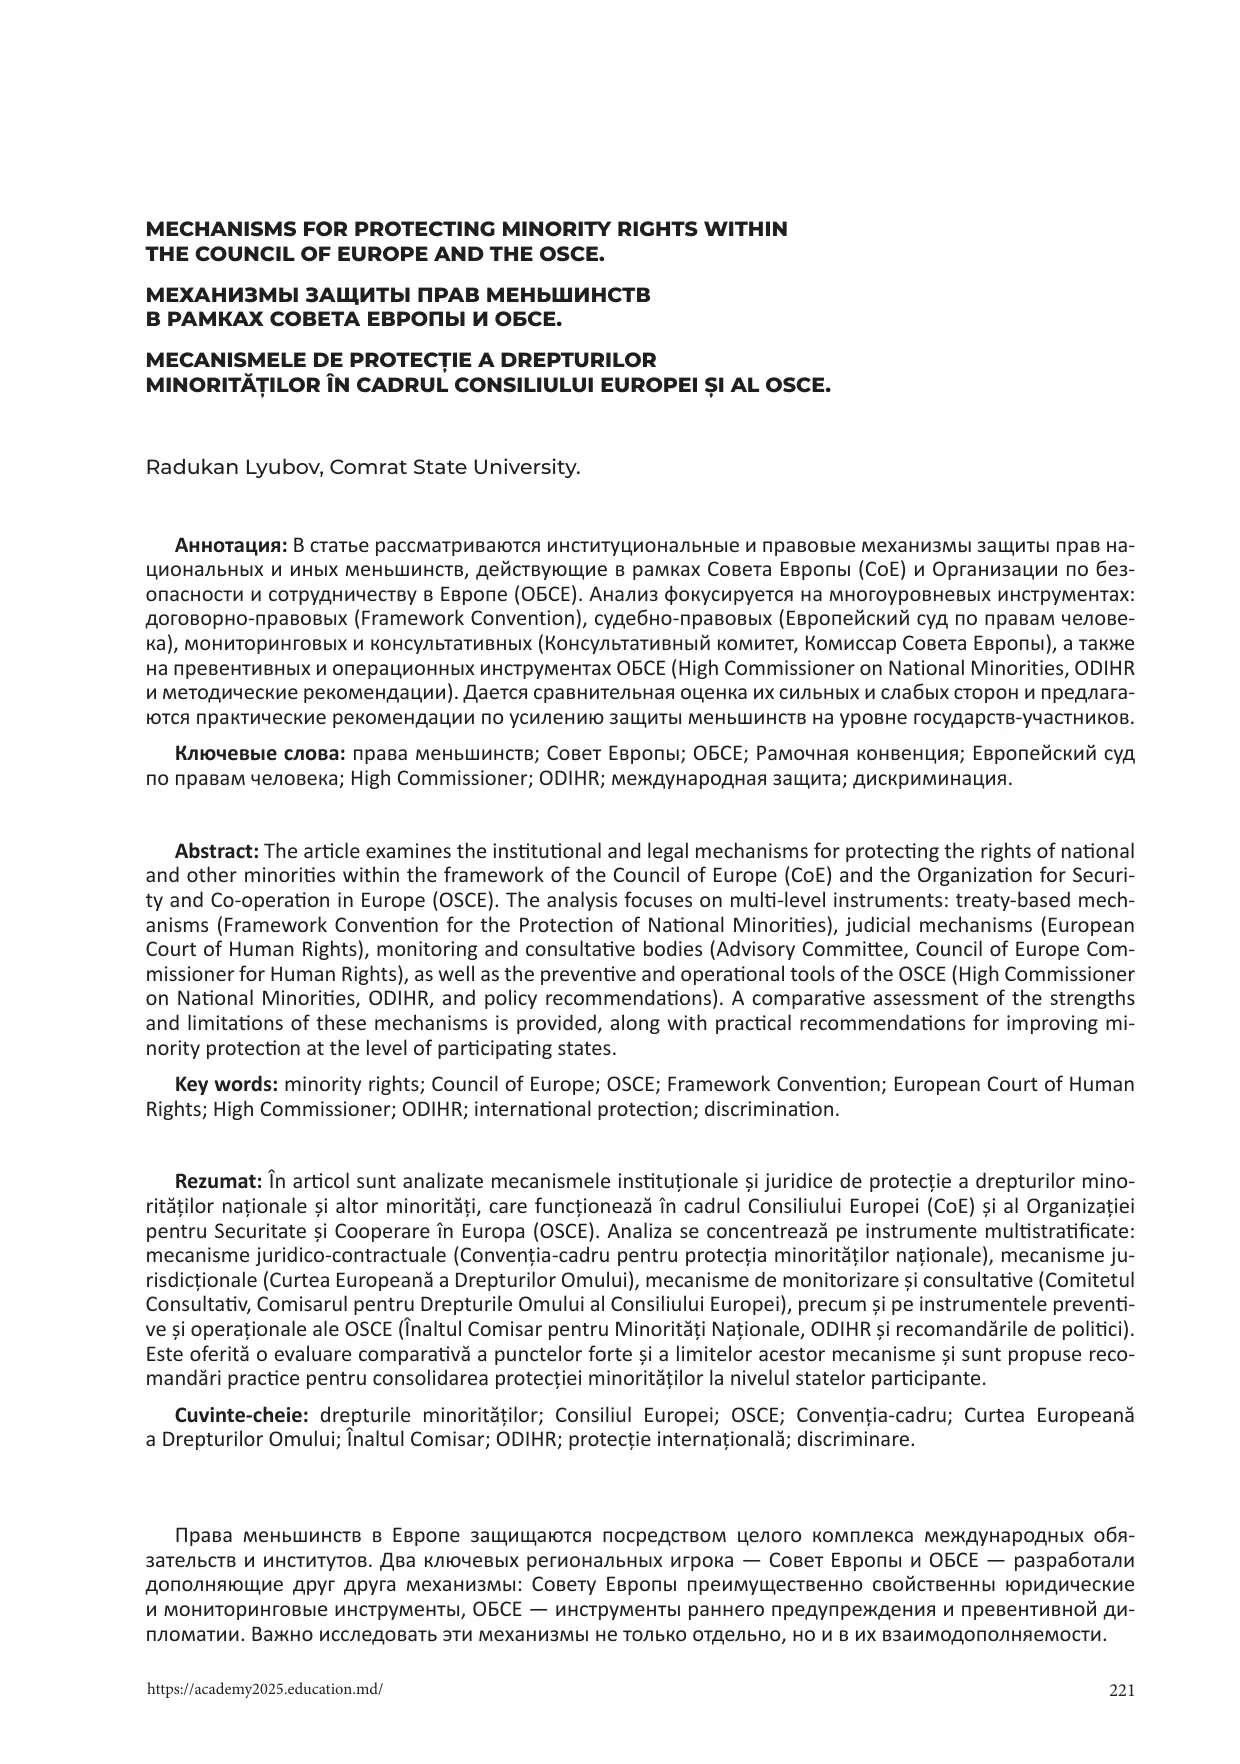 MECHANISMS FOR PROTECTING MINORITY RIGHTS WITHIN
THE COUNCIL OF EUROPE AND THE OSCE.
МЕХАНИЗМЫ ЗАЩИТЫ ПРАВ МЕНЬШИНСТВ
В РАМКАХ СОВЕТА ЕВРОПЫ И ОБСЕ.
MECANISMELE DE PROTECȚIE A DREPTURILOR
MINORITĂȚILOR ÎN CADRUL CONSILIULUI EUROPEI ȘI AL OSCE.
Radukan Lyubov, Comrat State University.
Аннотация: В статье рассматриваются институциональные и правовые механизмы защиты прав на-
циональных и иных меньшинств, действующие в рамках Совета Европы (CoE) и Организации по без-
опасности и сотрудничеству в Европе (ОБСЕ). Анализ фокусируется на многоуровневых инструментах:
договорно-правовых (Framework Convention), судебно-правовых (Европейский суд по правам челове-
ка), мониторинговых и консультативных (Консультативный комитет, Комиссар Совета Европы), а также
на превентивных и операционных инструментах ОБСЕ (High Commissioner on National Minorities, ODIHR
и методические рекомендации). Дается сравнительная оценка их сильных и слабых сторон и предлага-
ются практические рекомендации по усилению защиты меньшинств на уровне государств-участников.
Ключевые слова: права меньшинств; Совет Европы; ОБСЕ; Рамочная конвенция; Европейский суд
по правам человека; High Commissioner; ODIHR; международная защита; дискриминация.
Abstract: The article examines the institutional and legal mechanisms for protecting the rights of national
and other minorities within the framework of the Council of Europe (CoE) and the Organization for Securi-
ty and Co-operation in Europe (OSCE). The analysis focuses on multi-level instruments: treaty-based mech-
anisms (Framework Convention for the Protection of National Minorities), judicial mechanisms (European
Court of Human Rights), monitoring and consultative bodies (Advisory Committee, Council of Europe Com-
missioner for Human Rights), as well as the preventive and operational tools of the OSCE (High Commissioner
on National Minorities, ODIHR, and policy recommendations). A comparative assessment of the strengths
and limitations of these mechanisms is provided, along with practical recommendations for improving mi-
nority protection at the level of participating states.
Key words: minority rights; Council of Europe; OSCE; Framework Convention; European Court of Human
Rights; High Commissioner; ODIHR; international protection; discrimination.
Rezumat: În articol sunt analizate mecanismele instituționale și juridice de protecție a drepturilor mino-
rităților naționale și altor minorități, care funcționează în cadrul Consiliului Europei (CoE) și al Organizației
pentru Securitate și Cooperare în Europa (OSCE). Analiza se concentrează pe instrumente multistratificate:
mecanisme juridico-contractuale (Convenția-cadru pentru protecția minorităților naționale), mecanisme ju-
risdicționale (Curtea Europeană a Drepturilor Omului), mecanisme de monitorizare și consultative (Comitetul
Consultativ, Comisarul pentru Drepturile Omului al Consiliului Europei), precum și pe instrumentele preventi-
ve și operaționale ale OSCE (Înaltul Comisar pentru Minorități Naționale, ODIHR și recomandările de politici).
Este oferită o evaluare comparativă a punctelor forte și a limitelor acestor mecanisme și sunt propuse reco-
mandări practice pentru consolidarea protecției minorităților la nivelul statelor participante.
Cuvinte-cheie: drepturile minorităților; Consiliul Europei; OSCE; Convenția-cadru; Curtea Europeană
a Drepturilor Omului; Înaltul Comisar; ODIHR; protecție internațională; discriminare.
Права меньшинств в Европе защищаются посредством целого комплекса международных обя-
зательств и институтов. Два ключевых региональных игрока — Совет Европы и ОБСЕ — разработали
дополняющие друг друга механизмы: Совету Европы преимущественно свойственны юридические
и мониторинговые инструменты, ОБСЕ — инструменты раннего предупреждения и превентивной ди-
пломатии. Важно исследовать эти механизмы не только отдельно, но и в их взаимодополняемости.
https://academy2025.education.md/
221